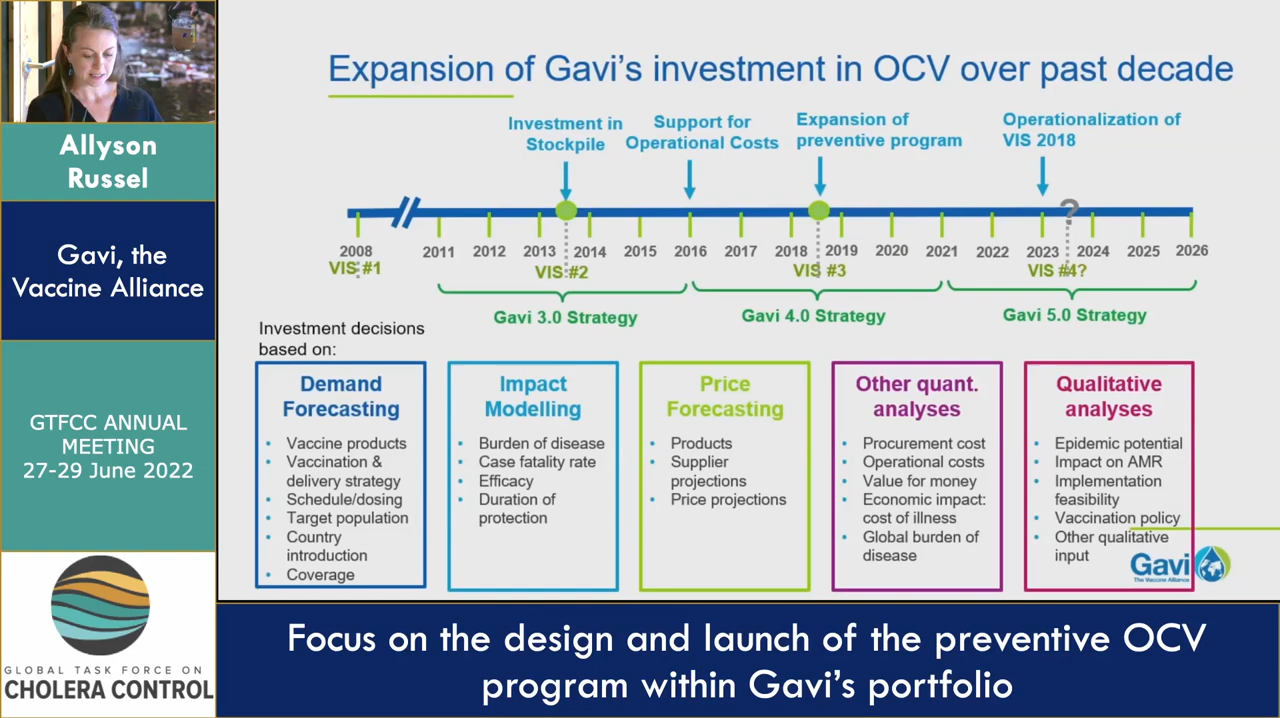 Allyson
Russel
Gavi, the
Vaccine Alliance
GTFCC ANNUAL
MEETING
27-29 June 2022
GLOBAL TASK FORCE ON
CHOLERA CONTROL
Expansion of Gavi's investment in OCV over past decade
Investment in
Stockpile
Support for
Operational Costs
Expansion of
preventive program
Operationalization of
VIS 2018
?
2008 2011 2012 2013 2014 2015 2016 2017 2018 2019 2020 2021 2022 2023 2024 2025 2026
VIS #1 VIS #2 VIS #3 VIS #4?
Gavi 3.0 Strategy Gavi 4.0 Strategy Gavi 5.0 Strategy
Investment decisions
based on:
Demand
Forecasting
• Vaccine products
• Vaccination &
delivery strategy
• Schedule/dosing
• Target population
• Country
introduction
• Coverage
Impact
Modelling
• Burden of disease
• Case fatality rate
• Efficacy
• Duration of
protection
Price
Forecasting
• Products
• Supplier
projections
• Price projections
Other quant.
analyses
• Procurement cost
• Operational costs
• Value for money
• Economic impact:
cost of illness
• Global burden of
disease
Qualitative
analyses
• Epidemic potential
• Impact on AMR
• Implementation
feasibility
• Vaccination policy
• Other qualitative
input
Gavi
The Vaccine Alliance
Focus on the design and launch of the preventive OCV
program within Gavi's portfolio